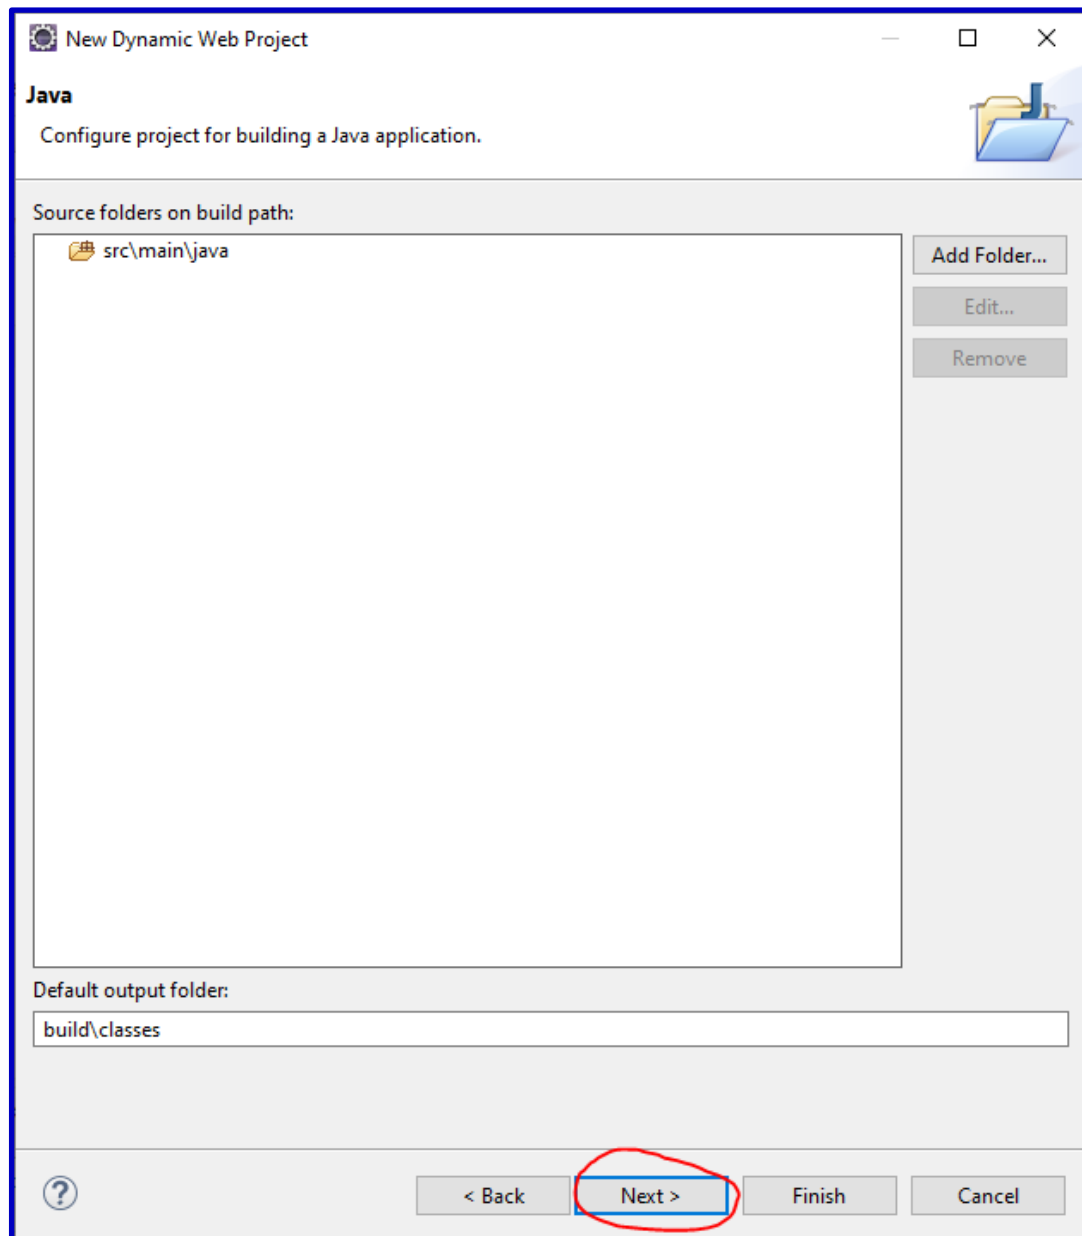 New Dynamic Web Project
Java
Configure project for building a Java application.
Source folders on build path:
src\main\java
Add Folder...
Edit...
Remove
Default output folder:
build\classes
? < Back Next > Finish Cancel